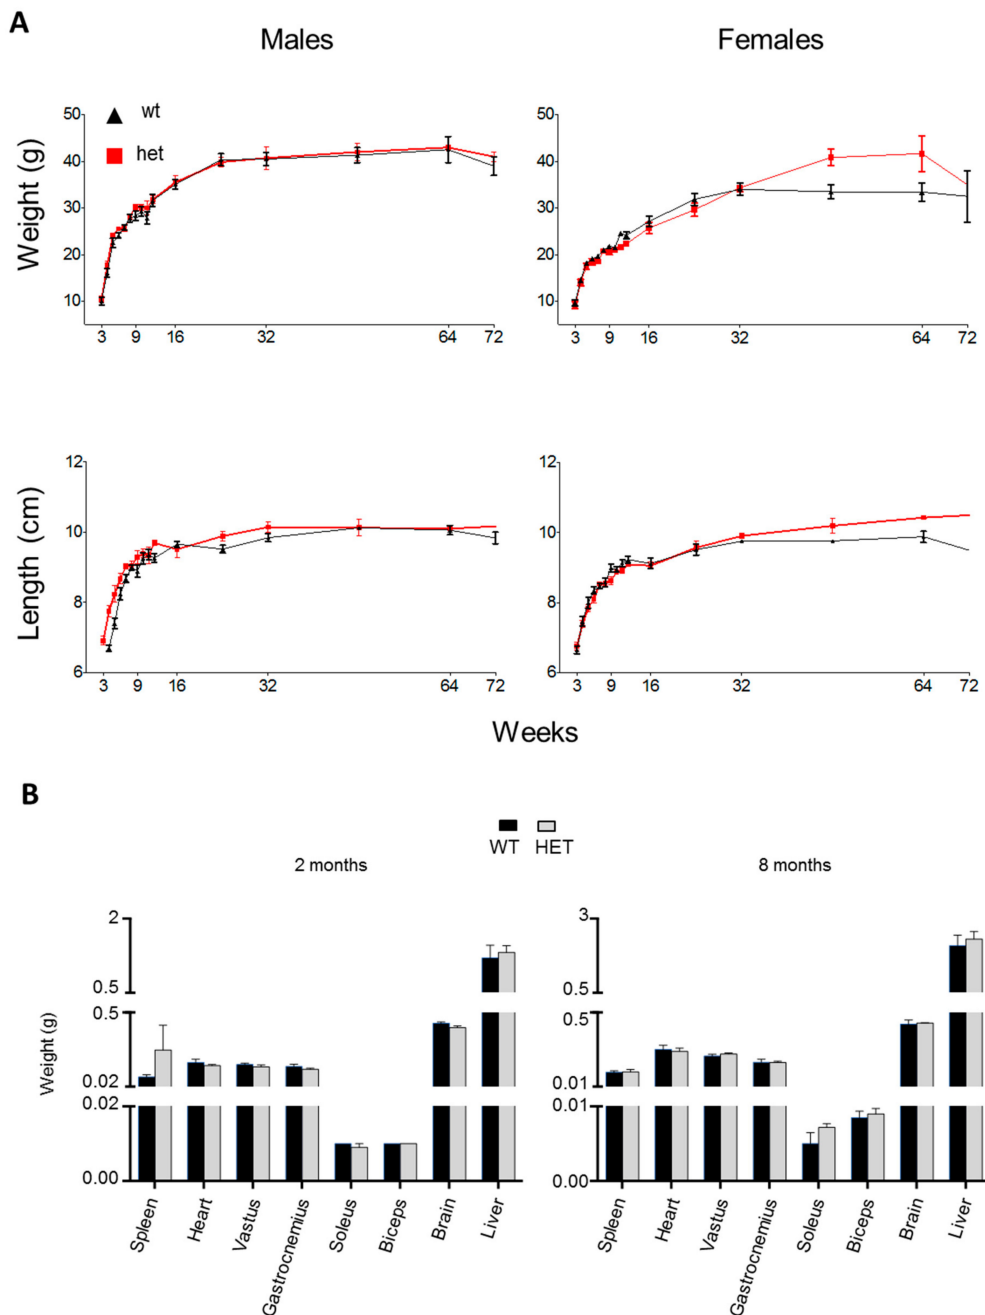 A
Males
Females
wt
het
Weight (g)
50
40
30
20
10
3 9 16 32 64 72
50
40
30
20
10
3 9 16 32 64 72
Length (cm)
12
10
8
6
3 9 16 32 64 72
12
10
8
6
3 9 16 32 64 72
Weeks
B
WT HET
2 months
8 months
Weight (g)
2
0.5
0.5
0.02
0.02
0.00
Spleen
Heart
Vastus
Gastrocnemius
Soleus
Biceps
Brain
Liver
3
0.5
0.5
0.01
0.01
0.00
Spleen
Heart
Vastus
Gastrocnemius
Soleus
Biceps
Brain
Liver